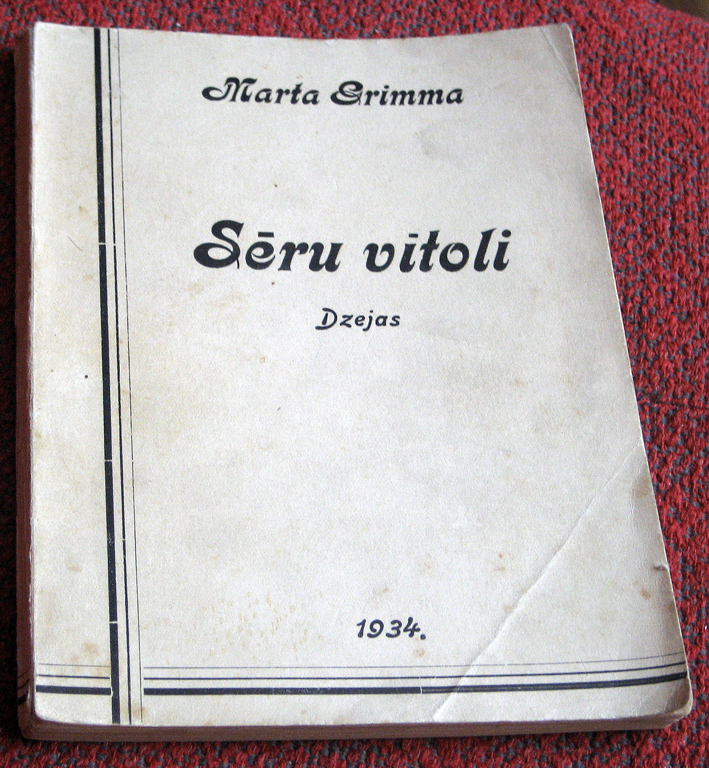 Marta Grimma
Sēru vītoli
Dzejas
1934.